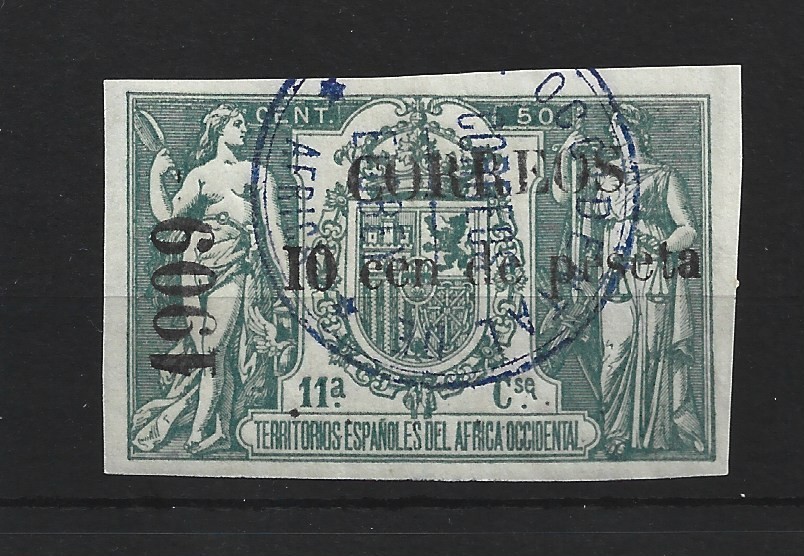 CENT. 50
CORREOS
10 cen de peseta
1909
11ª Cse.
TERRITORIOS ESPAÑOLES DEL AFRICA OCCIDENTAL